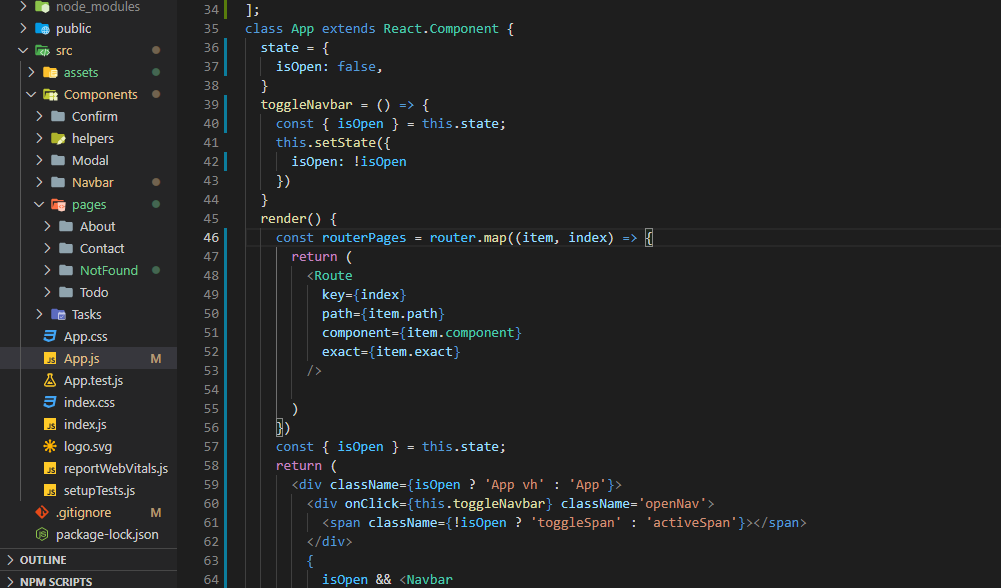 node_modules
public
src
assets
Components
Confirm
helpers
Modal
Navbar
pages
About
Contact
NotFound
Todo
Tasks
App.css
App.js M
App.test.js
index.css
index.js
logo.svg
reportWebVitals.js
setupTests.js
.gitignore M
package-lock.json
OUTLINE
NPM SCRIPTS
34 ];
35 class App extends React.Component {
36   state = {
37     isOpen: false,
38   }
39   toggleNavbar = () => {
40     const { isOpen } = this.state;
41     this.setState({
42       isOpen: !isOpen
43     })
44   }
45   render() {
46     const routerPages = router.map((item, index) => {
47       return (
48         <Route
49           key={index}
50           path={item.path}
51           component={item.component}
52           exact={item.exact}
53         />
54
55       )
56     })
57     const { isOpen } = this.state;
58     return (
59       <div className={isOpen ? 'App vh' : 'App'}>
60         <div onClick={this.toggleNavbar} className='openNav'>
61           <span className={!isOpen ? 'toggleSpan' : 'activeSpan'}></span>
62         </div>
63         {
64           isOpen && <Navbar